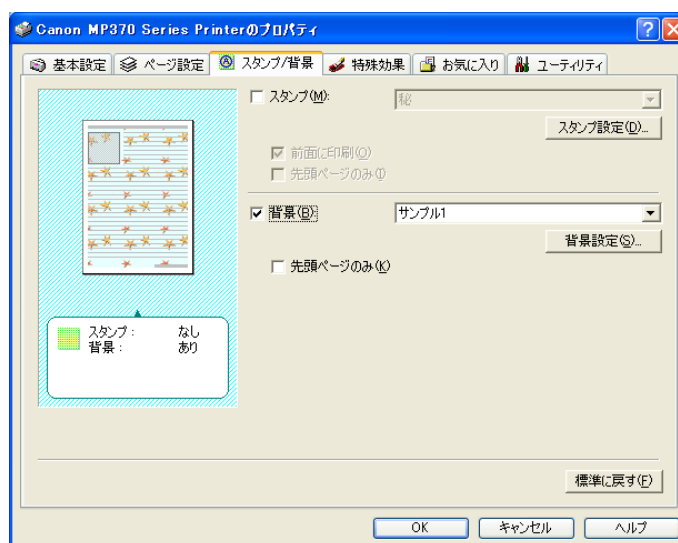 Canon MP370 Series Printerのプロパティ
基本設定 ページ設定 スタンプ/背景 特殊効果 お気に入り ユーティリティ
スタンプ(M): 秘
スタンプ設定(D)...
前面に印刷(O)
先頭ページのみ(I)
背景(B): サンプル1
背景設定(S)...
先頭ページのみ(K)
スタンプ: なし
背景: あり
標準に戻す(F)
OK キャンセル ヘルプ